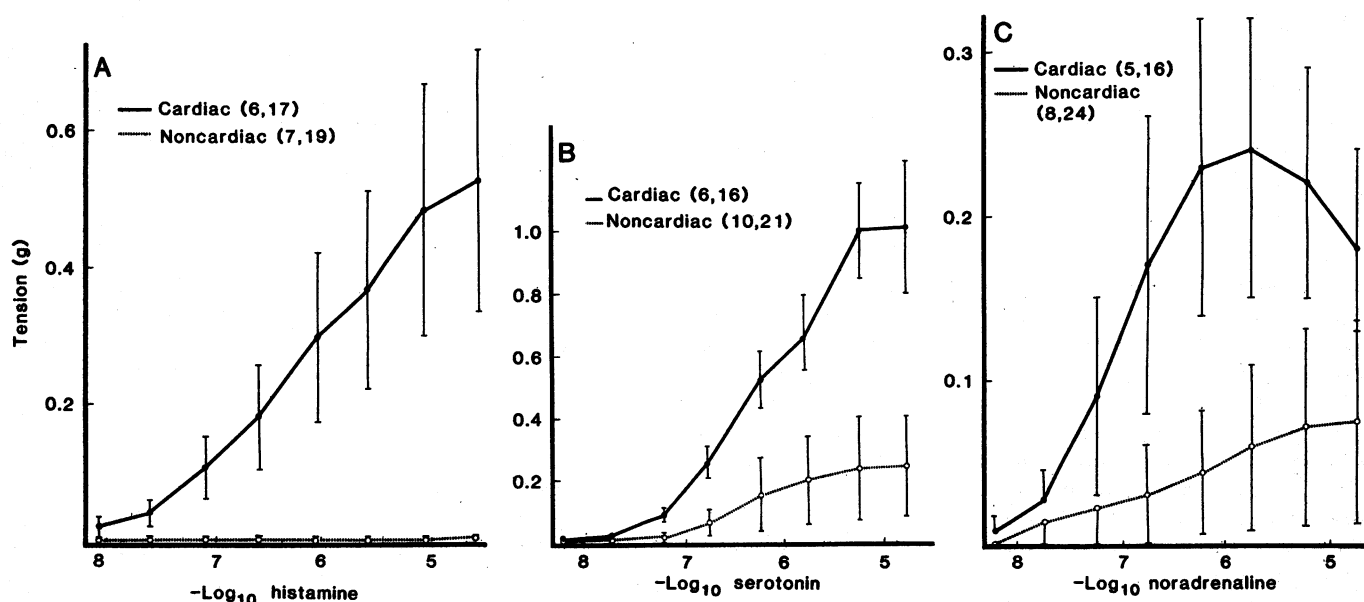 A
Cardiac (6,17)
Noncardiac (7,19)
Tension (g)
0.6
0.4
0.2
8 7 6 5
-Log10 histamine
B
Cardiac (6,16)
Noncardiac (10,21)
1.0
0.8
0.6
0.4
0.2
8 7 6 5
-Log10 serotonin
C
Cardiac (5,16)
Noncardiac
(8,24)
0.3
0.2
0.1
8 7 6 5
-Log10 noradrenaline